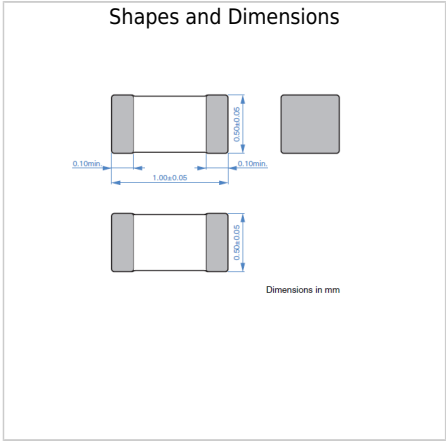 Shapes and Dimensions
0.50±0.05
0.10min.
0.10min.
1.00±0.05
0.50±0.05
Dimensions in mm